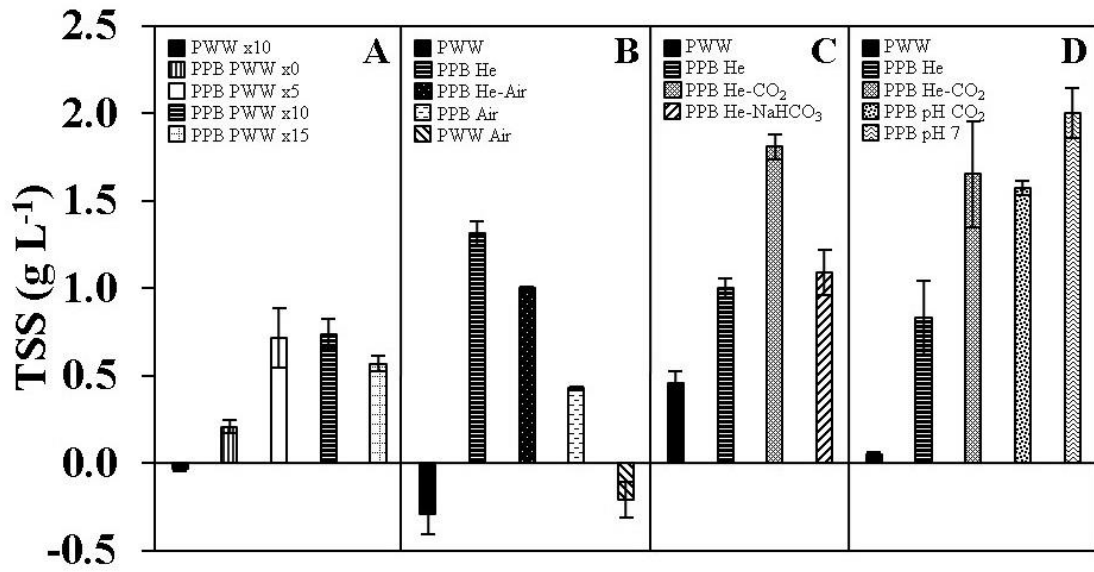 TSS (g L⁻¹)
2.5
2.0
1.5
1.0
0.5
0.0
-0.5
A
PWW x10
PPB PWW x0
PPB PWW x5
PPB PWW x10
PPB PWW x15
B
PWW
PPB He
PPB He-Air
PPB Air
PWW Air
C
PWW
PPB He
PPB He-CO₂
PPB He-NaHCO₃
D
PWW
PPB He
PPB He-CO₂
PPB pH CO₂
PPB pH 7